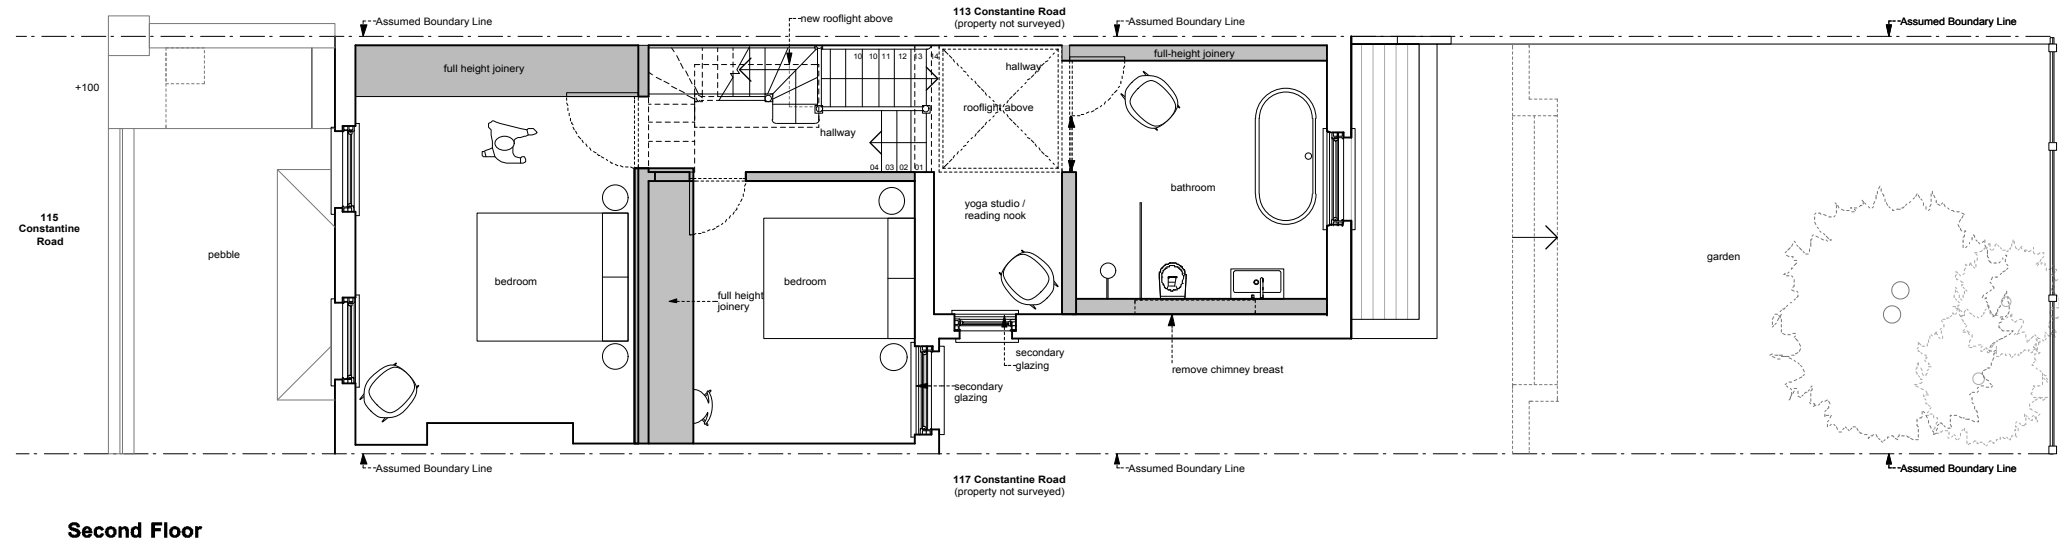 113 Constantine Road
(property not surveyed)
Assumed Boundary Line
new rooflight above
Assumed Boundary Line
Assumed Boundary Line
full height joinery
full-height joinery
10 10 11 12 13 14
hallway
+100
rooflight above
hallway
04 03 02 01
bathroom
yoga studio /
reading nook
115
Constantine
Road
pebble
garden
bedroom
bedroom
full height
joinery
secondary
glazing
remove chimney breast
secondary
glazing
Assumed Boundary Line
Assumed Boundary Line
Assumed Boundary Line
117 Constantine Road
(property not surveyed)
Second Floor